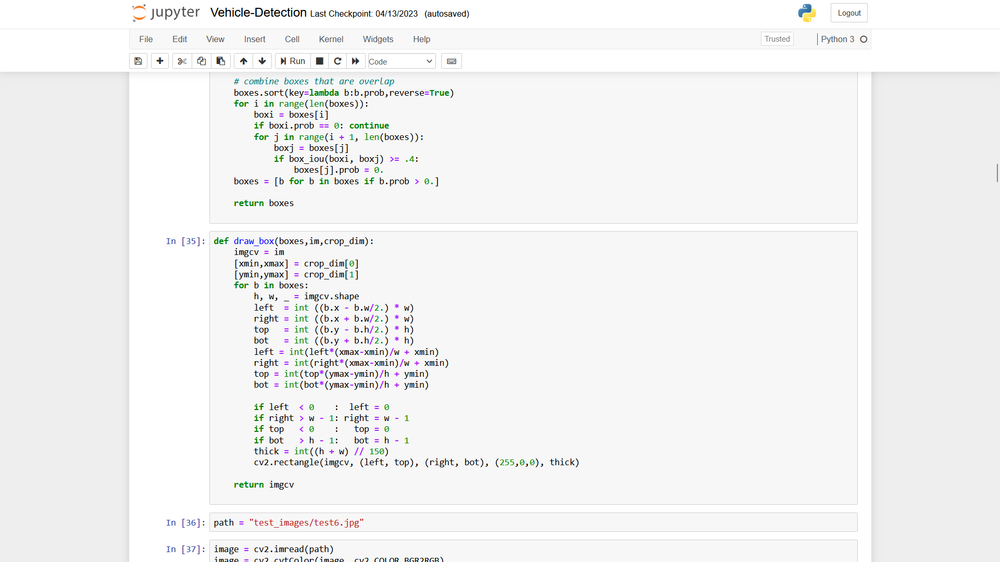 jupyter Vehicle-Detection Last Checkpoint: 04/13/2023 (autosaved) Logout
File Edit View Insert Cell Kernel Widgets Help Trusted Python 3
Run Code
# combine boxes that are overlap
boxes.sort(key=lambda b:b.prob,reverse=True)
for i in range(len(boxes)):
    boxi = boxes[i]
    if boxi.prob == 0: continue
    for j in range(i + 1, len(boxes)):
        boxj = boxes[j]
        if box_iou(boxi, boxj) >= .4:
            boxes[j].prob = 0.
boxes = [b for b in boxes if b.prob > 0.]
return boxes
In [35]: def draw_box(boxes,im,crop_dim):
    imgcv = im
    [xmin,xmax] = crop_dim[0]
    [ymin,ymax] = crop_dim[1]
    for b in boxes:
        h, w, _ = imgcv.shape
        left  = int ((b.x - b.w/2.) * w)
        right = int ((b.x + b.w/2.) * w)
        top   = int ((b.y - b.h/2.) * h)
        bot   = int ((b.y + b.h/2.) * h)
        left = int(left*(xmax-xmin)/w + xmin)
        right = int(right*(xmax-xmin)/w + xmin)
        top = int(top*(ymax-ymin)/h + ymin)
        bot = int(bot*(ymax-ymin)/h + ymin)
        if left  < 0    :  left = 0
        if right > w - 1: right = w - 1
        if top   < 0    :   top = 0
        if bot   > h - 1:   bot = h - 1
        thick = int((h + w) // 150)
        cv2.rectangle(imgcv, (left, top), (right, bot), (255,0,0), thick)
    return imgcv
In [36]: path = "test_images/test6.jpg"
In [37]: image = cv2.imread(path)
image = cv2.cvtColor(image, cv2.COLOR_BGR2RGB)